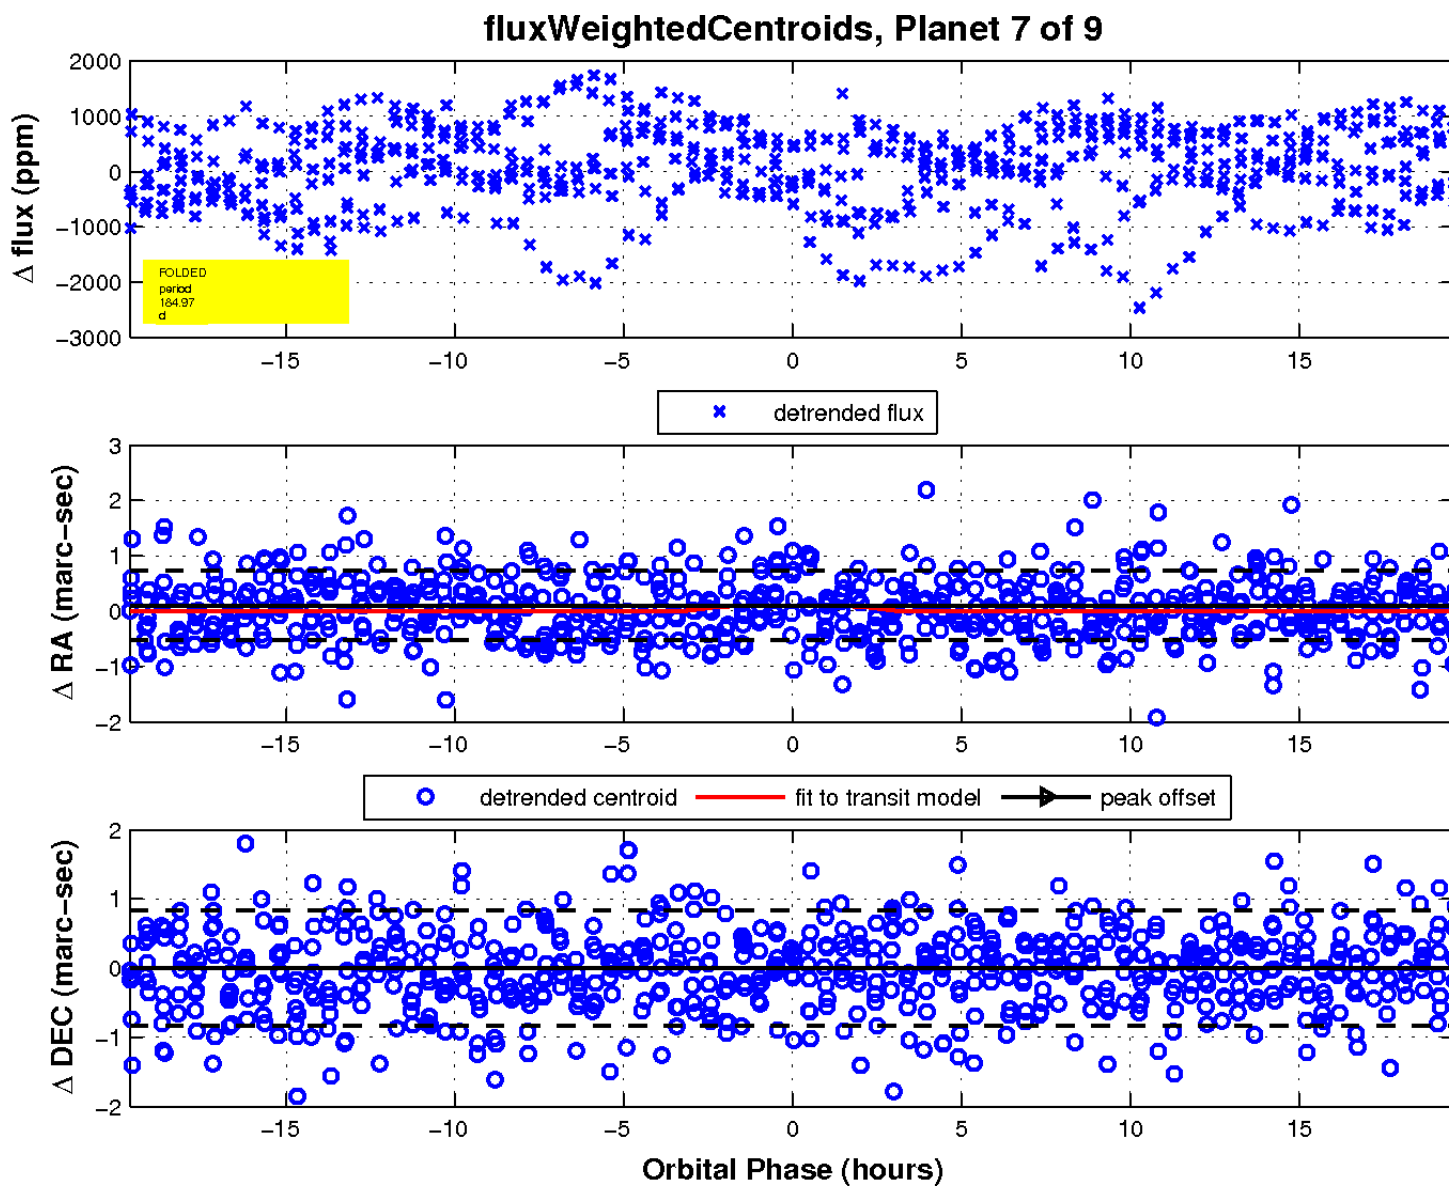 fluxWeightedCentroids, Planet 7 of 9
Δ flux (ppm)
2000
1000
0
−1000
−2000
−3000
FOLDED
period
184.97
d
−15 −10 −5 0 5 10 15
detrended flux
Δ RA (marc−sec)
3
2
1
0
−1
−2
−15 −10 −5 0 5 10 15
detrended centroid fit to transit model peak offset
Δ DEC (marc−sec)
2
1
0
−1
−2
−15 −10 −5 0 5 10 15
Orbital Phase (hours)